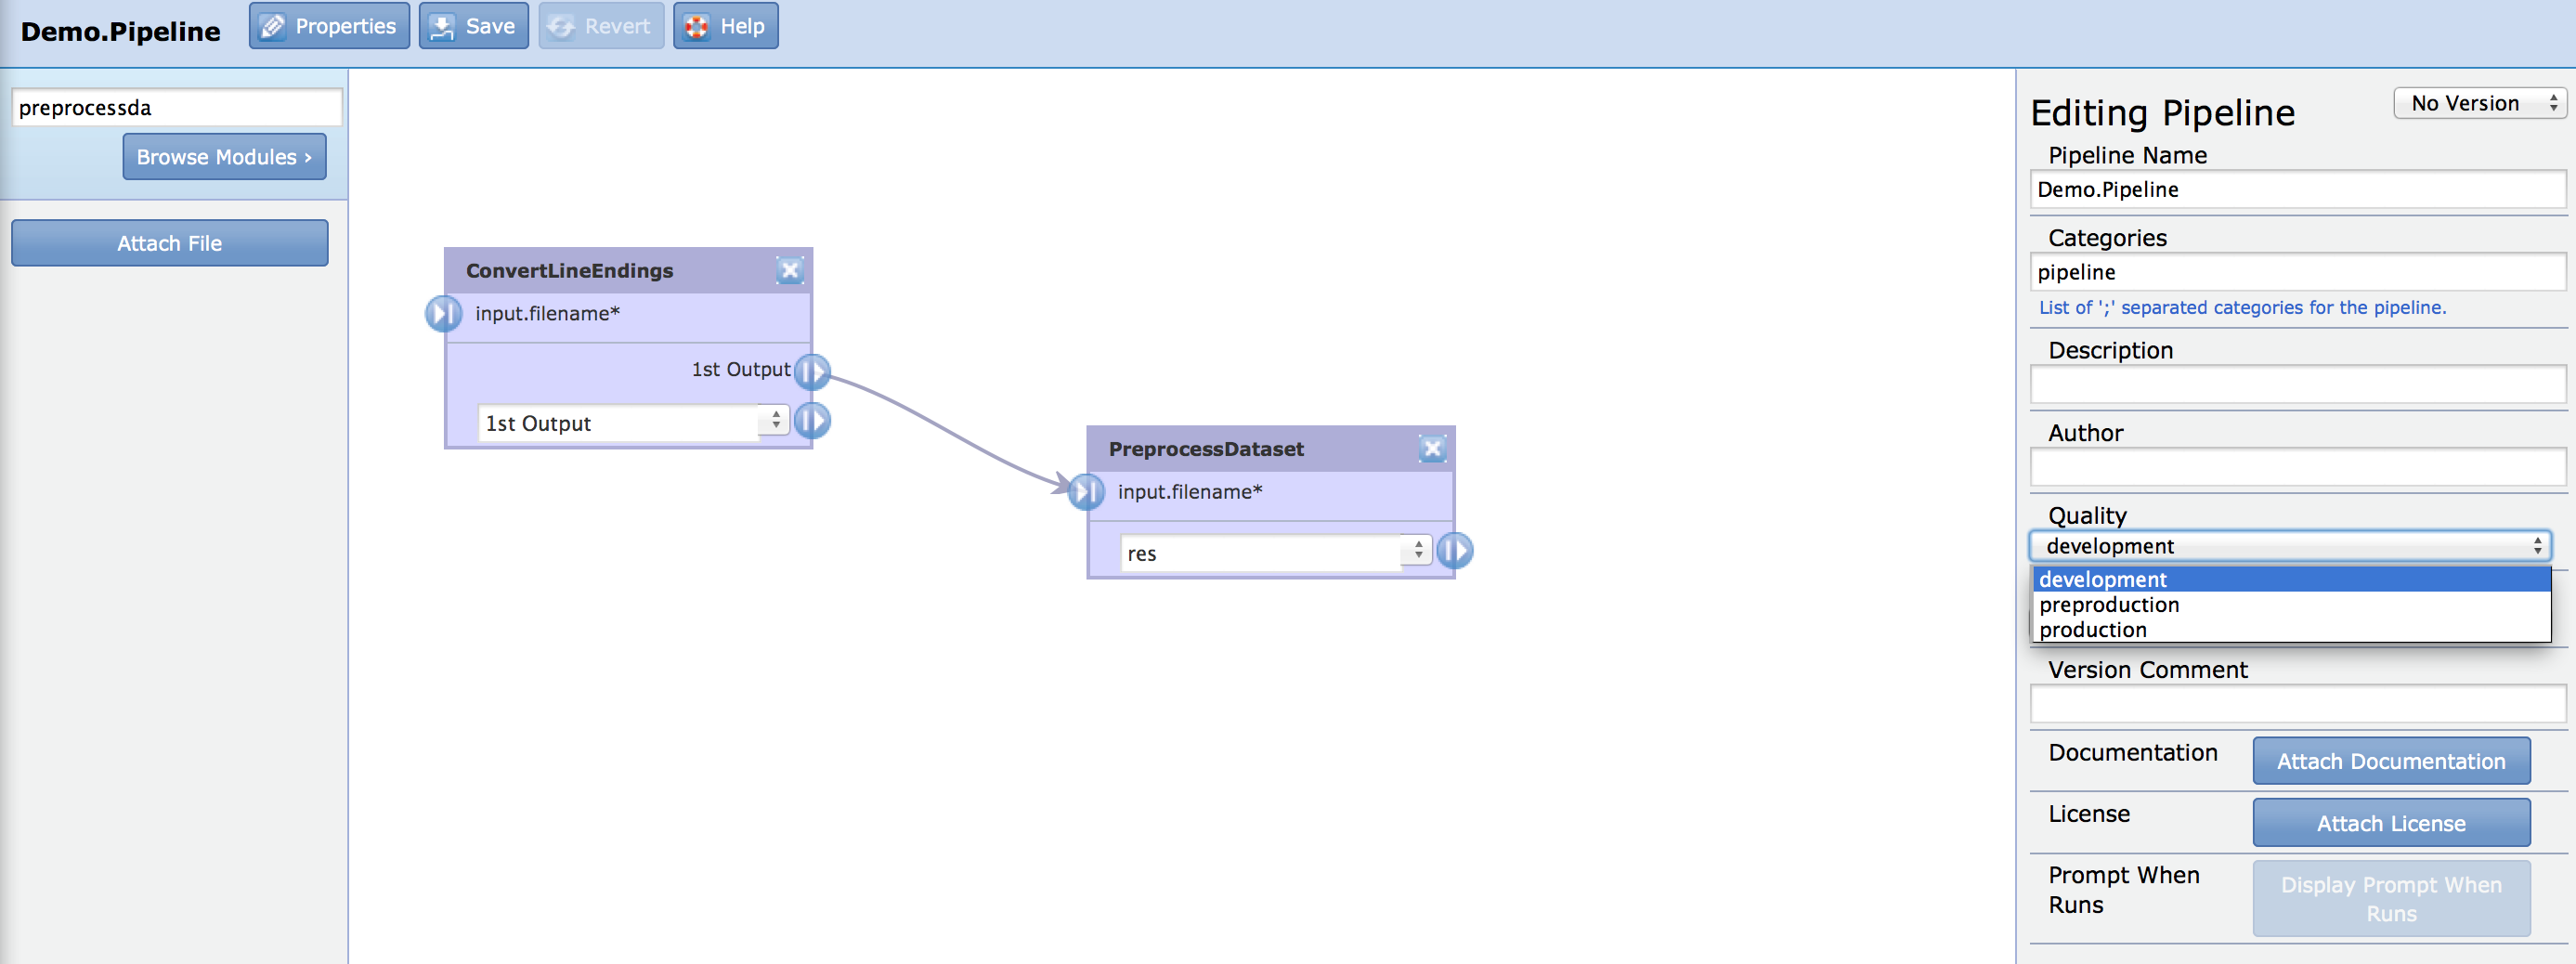 Demo.Pipeline
Properties
Save
Revert
Help
preprocessda
Browse Modules ›
Attach File
ConvertLineEndings
input.filename*
1st Output
1st Output
PreprocessDataset
input.filename*
res
Editing Pipeline
No Version
Pipeline Name
Demo.Pipeline
Categories
pipeline
List of ';' separated categories for the pipeline.
Description
Author
Quality
development
development
preproduction
production
Version Comment
Documentation
Attach Documentation
License
Attach License
Prompt When
Runs
Display Prompt When
Runs